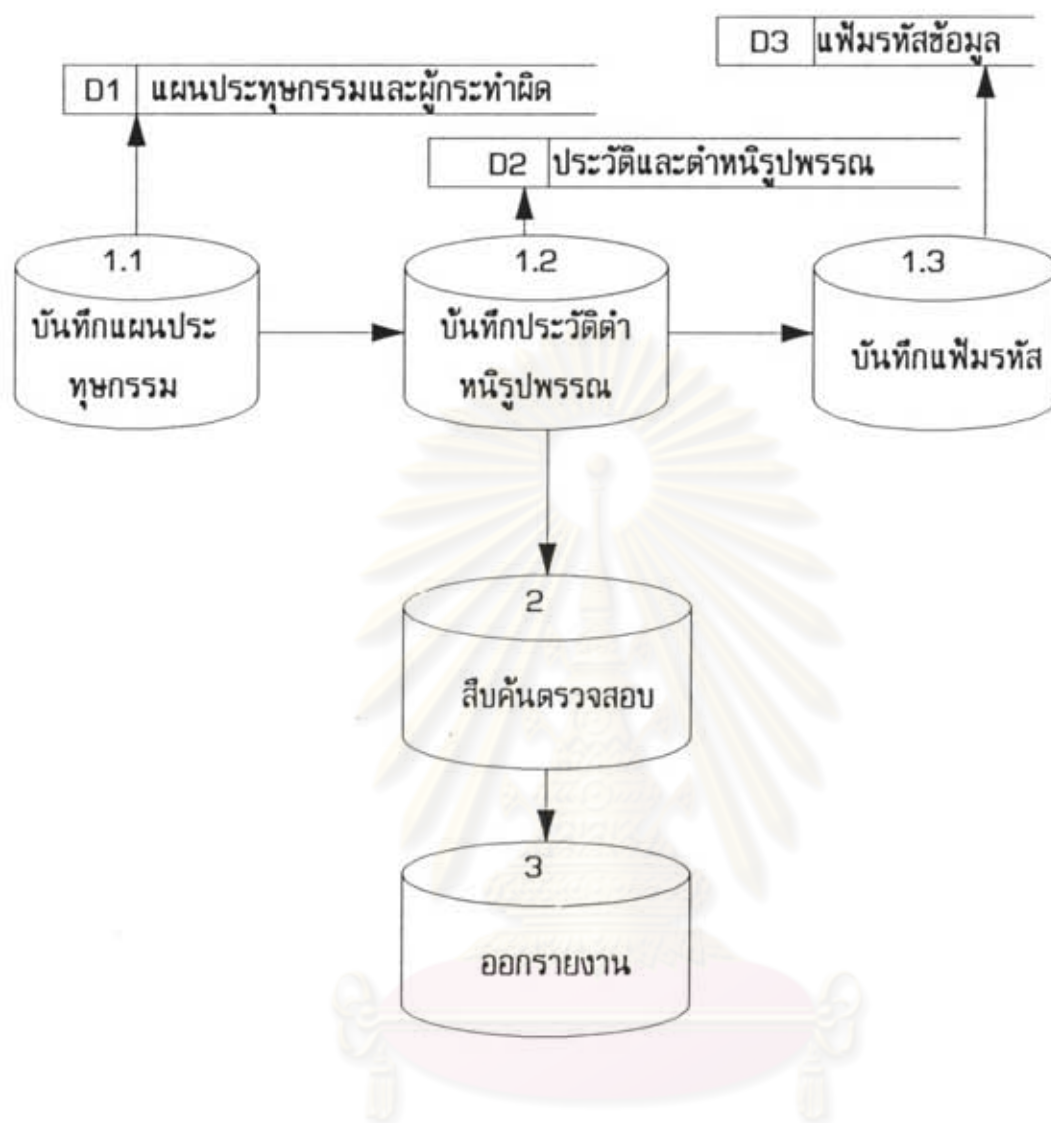 D3 แฟ้มรหัสข้อมูล
D1 แผนประทุษกรรมและผู้กระทำผิด
D2 ประวัติและตำหนิรูปพรรณ
1.1
บันทึกแผนประ
ทุษกรรม
1.2
บันทึกประวัติตำ
หนิรูปพรรณ
1.3
บันทึกแฟ้มรหัส
2
สืบค้นตรวจสอบ
3
ออกรายงาน